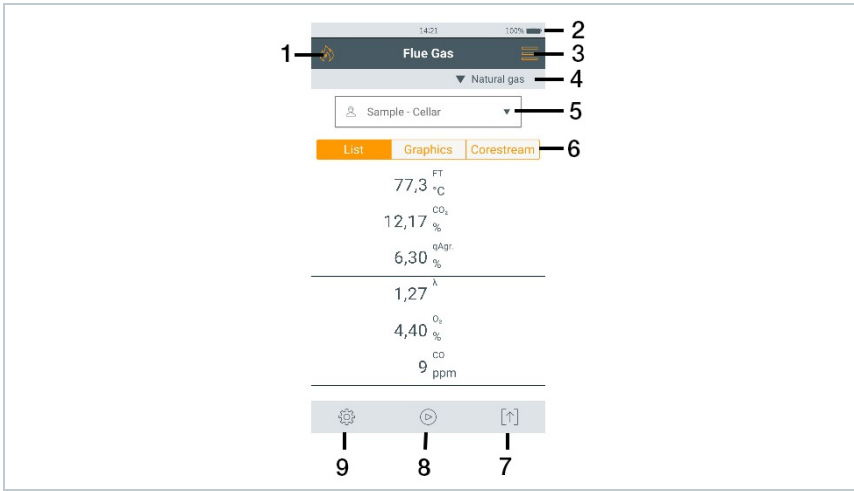 14:21 100% 2
1 Flue Gas 3
Natural gas 4
Sample - Cellar 5
List Graphics Corestream 6
FT
77,3 °C
CO₂
12,17 %
qAgr.
6,30 %
λ
1,27
O₂
4,40 %
CO
9 ppm
9 8 7